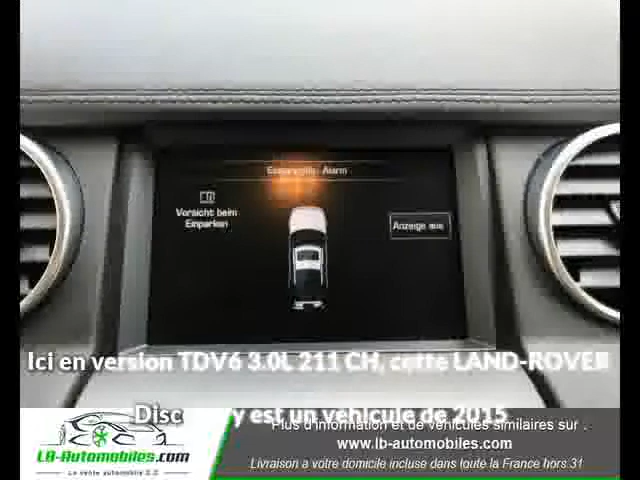 Alarm
Vorsicht beim
Einparken
Anzeige aus
Ici en version TDV6 3.0L 211 CH, cette LAND-ROVER
Disc y est un véhicule de 2015
Plus d'information et de véhicules similaires sur :
www.lb-automobiles.com
Livraison a votre domicile incluse dans toute la France hors 31
LB-Automobiles.com
La vente automobile 2.0